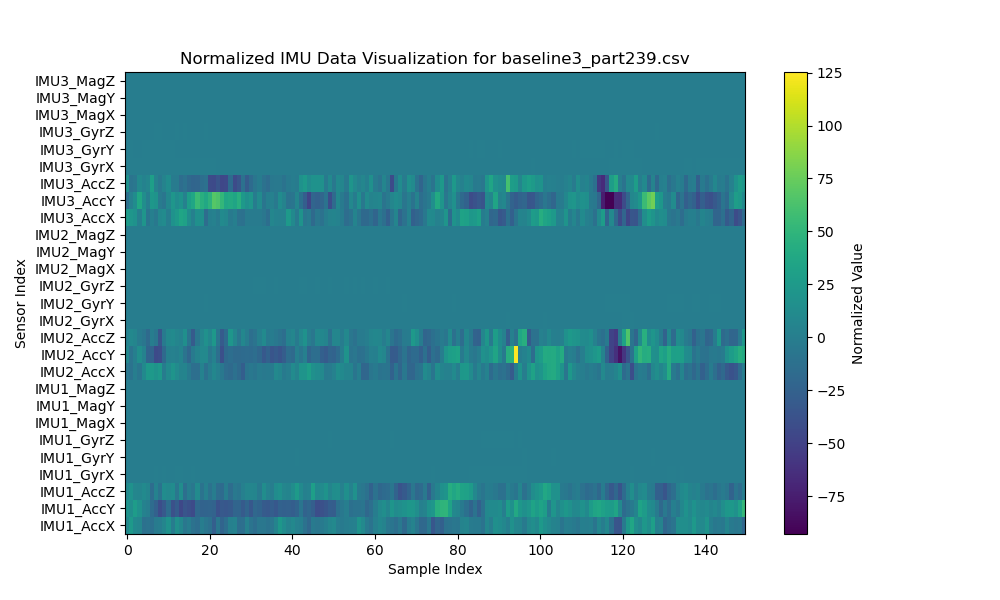 Normalized IMU Data Visualization for baseline3_part239.csv
IMU3_MagZ
IMU3_MagY
IMU3_MagX
IMU3_GyrZ
IMU3_GyrY
IMU3_GyrX
IMU3_AccZ
IMU3_AccY
IMU3_AccX
IMU2_MagZ
IMU2_MagY
IMU2_MagX
IMU2_GyrZ
IMU2_GyrY
IMU2_GyrX
IMU2_AccZ
IMU2_AccY
IMU2_AccX
IMU1_MagZ
IMU1_MagY
IMU1_MagX
IMU1_GyrZ
IMU1_GyrY
IMU1_GyrX
IMU1_AccZ
IMU1_AccY
IMU1_AccX
Sensor Index
0 20 40 60 80 100 120 140
Sample Index
125
100
75
50
25
0
−25
−50
−75
Normalized Value